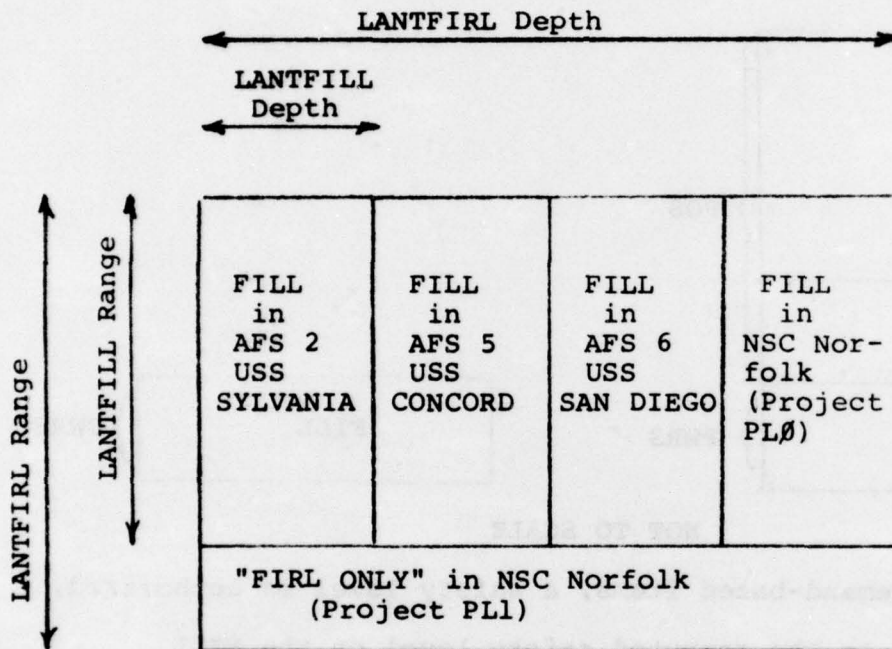 LANTFIRL Depth
LANTFILL
Depth
LANTFIRL Range
LANTFILL Range
FILL
in
AFS 2
USS
SYLVANIA
FILL
in
AFS 5
USS
CONCORD
FILL
in
AFS 6
USS
SAN DIEGO
FILL
in
NSC Nor-
folk
(Project
PLØ)
"FIRL ONLY" in NSC Norfolk
(Project PL1)